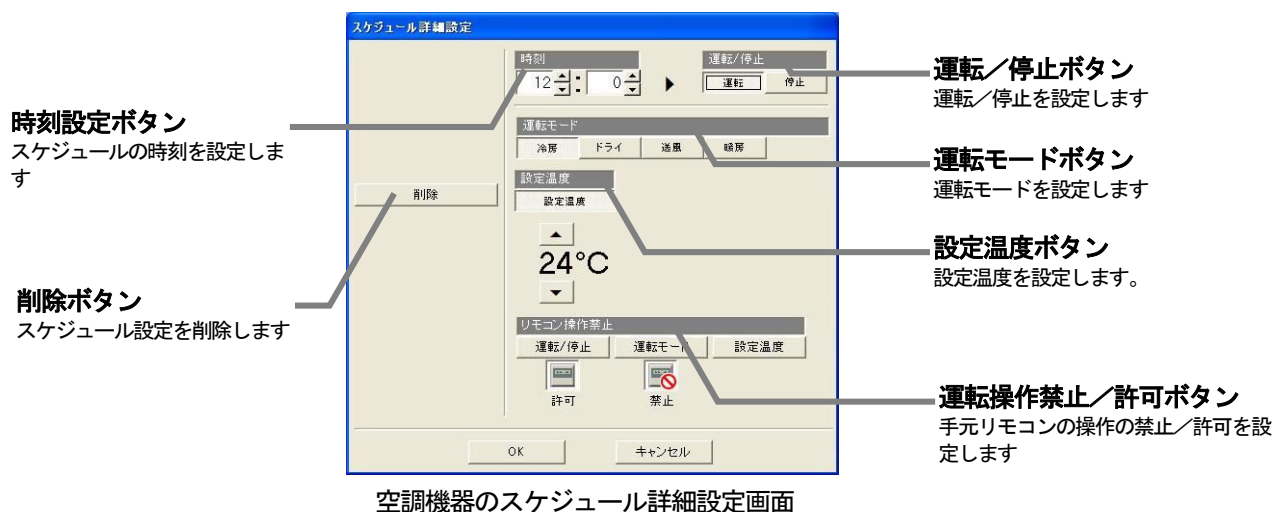 スケジュール詳細設定
時刻
運転/停止
12 : 0 ▶ 運転 停止
運転モード
冷房 ドライ 送風 暖房
設定温度
設定温度
24°C
リモコン操作禁止
運転/停止 運転モード 設定温度
許可 禁止
削除
OK キャンセル
時刻設定ボタン
スケジュールの時刻を設定しま
す
削除ボタン
スケジュール設定を削除します
運転／停止ボタン
運転／停止を設定します
運転モードボタン
運転モードを設定します
設定温度ボタン
設定温度を設定します。
運転操作禁止／許可ボタン
手元リモコンの操作の禁止／許可を設
定します
空調機器のスケジュール詳細設定画面